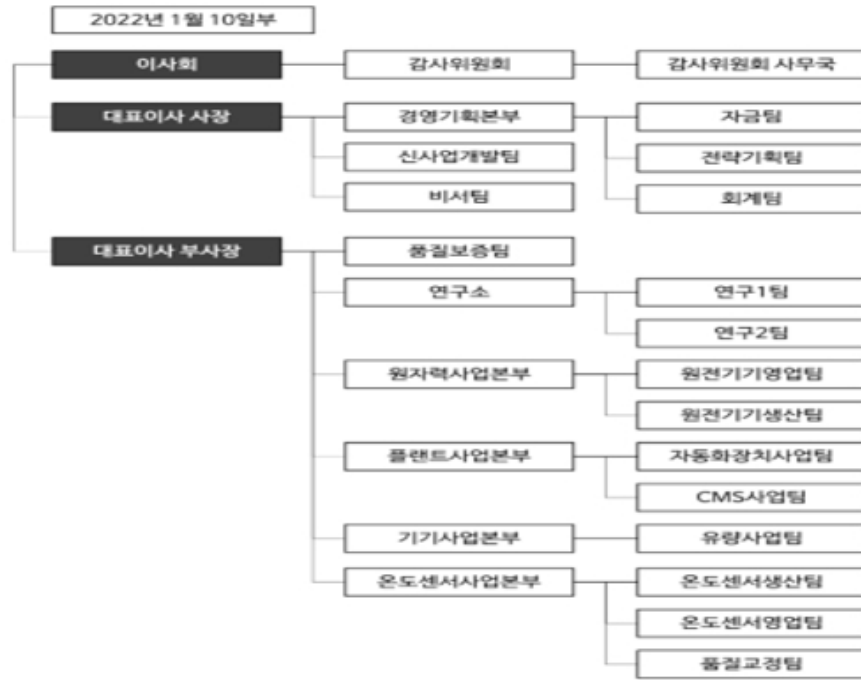 2022년 1월 10일부
이사회 감사위원회 감사위원회 사무국
대표이사 사장 경영기획본부 자금팀
신사업개발팀 전략기획팀
비서팀 회계팀
대표이사 부사장 품질보증팀
연구소 연구1팀
연구2팀
원자력사업본부 원전기기영업팀
원전기기생산팀
플랜트사업본부 자동화장치사업팀
CMS사업팀
기기사업본부 유량사업팀
온도센서사업본부 온도센서생산팀
온도센서영업팀
품질교정팀